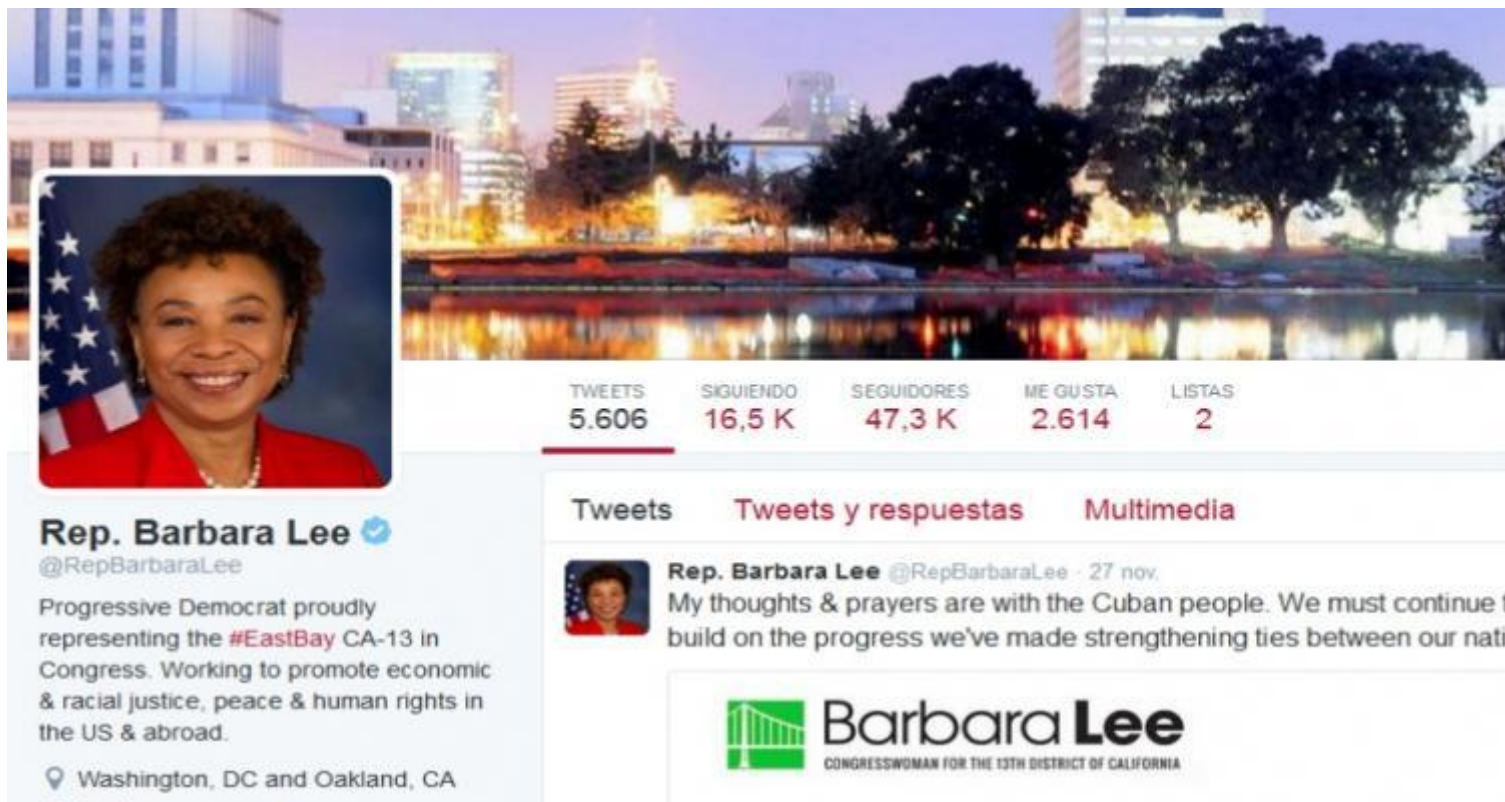 TWEETS SIGUIENDO SEGUIDORES ME GUSTA LISTAS
5.606 16,5 K 47,3 K 2.614 2
Rep. Barbara Lee
@RepBarbaraLee
Progressive Democrat proudly
representing the #EastBay CA-13 in
Congress. Working to promote economic
& racial justice, peace & human rights in
the US & abroad.
Washington, DC and Oakland, CA
Tweets Tweets y respuestas Multimedia
Rep. Barbara Lee @RepBarbaraLee · 27 nov.
My thoughts & prayers are with the Cuban people. We must continue
build on the progress we've made strengthening ties between our
Barbara Lee
CONGRESSWOMAN FOR THE 13TH DISTRICT OF CALIFORNIA